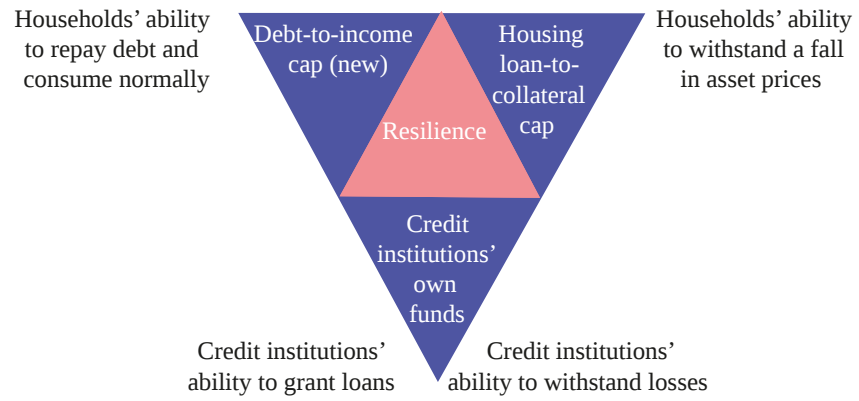 Households’ ability
to repay debt and
consume normally
Debt-to-income
cap (new)
Housing
loan-to-
collateral
cap
Households’ ability
to withstand a fall
in asset prices
Resilience
Credit
institutions’
own
funds
Credit institutions’
ability to grant loans
Credit institutions’
ability to withstand losses